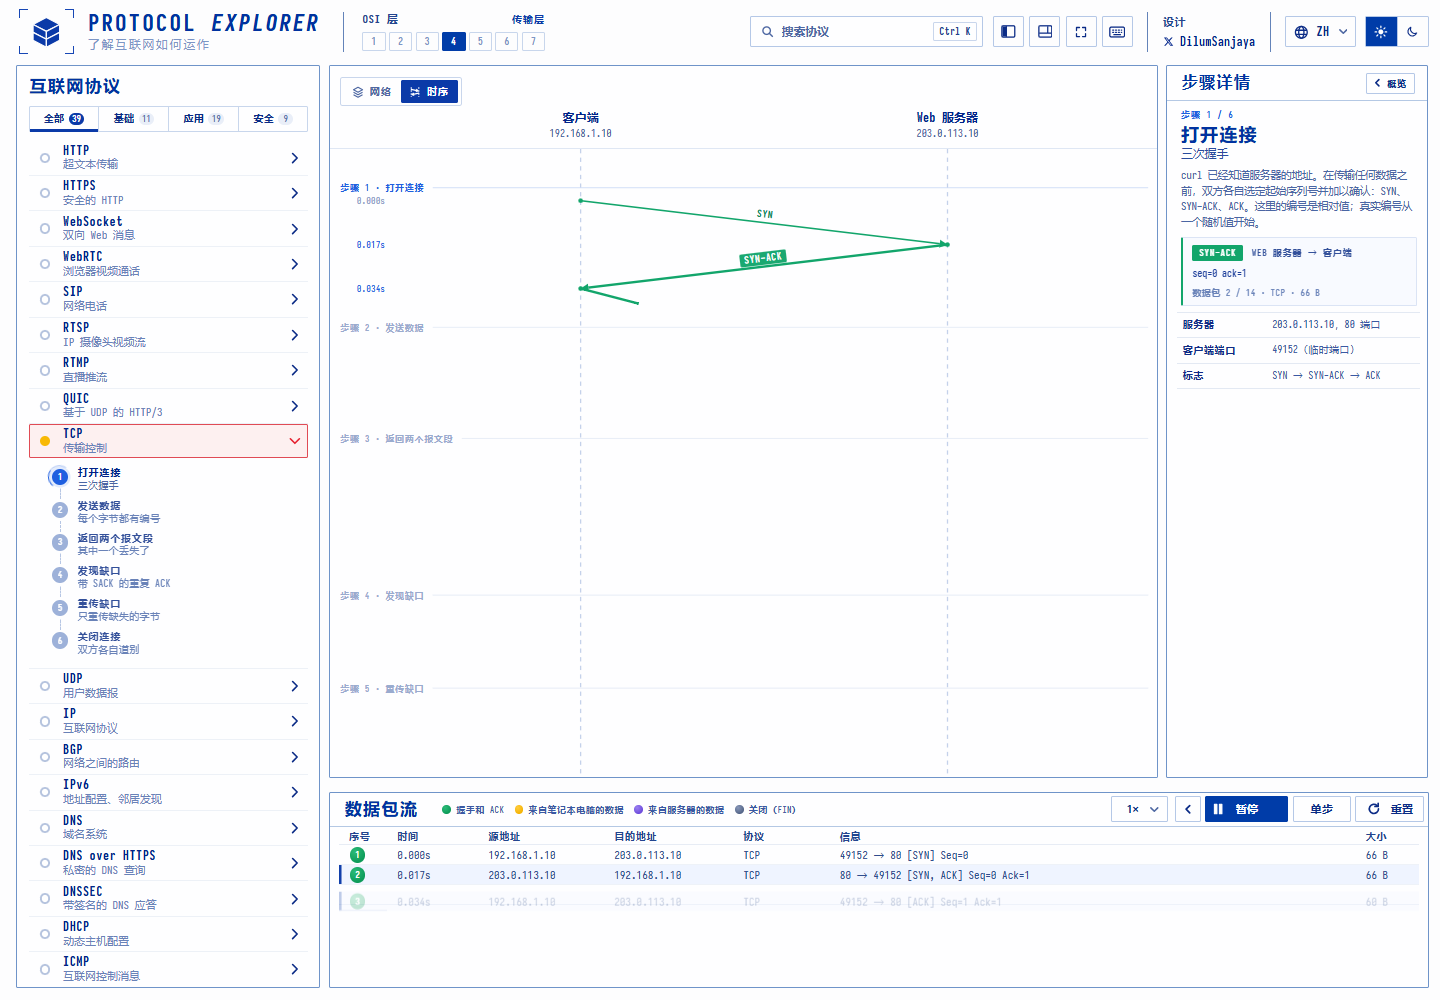 PROTOCOL EXPLORER
了解互联网如何运作
OSI 层 传输层
1 2 3 4 5 6 7
搜索协议 Ctrl K
设计
DilumSanjaya
ZH
互联网协议
全部 39 基础 11 应用 19 安全 9
HTTP
超文本传输
HTTPS
安全的 HTTP
WebSocket
双向 Web 消息
WebRTC
浏览器视频通话
SIP
网络电话
RTSP
IP 摄像头视频流
RTMP
直播推流
QUIC
基于 UDP 的 HTTP/3
TCP
传输控制
1 打开连接
三次握手
2 发送数据
每个字节都有编号
3 返回两个报文段
其中一个丢失了
4 发现缺口
带 SACK 的重复 ACK
5 重传缺口
只重传缺失的字节
6 关闭连接
双方各自道别
UDP
用户数据报
IP
互联网协议
BGP
网络之间的路由
IPv6
地址配置、邻居发现
DNS
域名系统
DNS over HTTPS
私密的 DNS 查询
DNSSEC
带签名的 DNS 应答
DHCP
动态主机配置
ICMP
互联网控制消息
网络 时序
客户端 Web 服务器
192.168.1.10 203.0.113.10
步骤 1 · 打开连接
0.000s
SYN
0.017s
SYN-ACK
0.034s
步骤 2 · 发送数据
步骤 3 · 返回两个报文段
步骤 4 · 发现缺口
步骤 5 · 重传缺口
步骤详情 概览
步骤 1 / 6
打开连接
三次握手
curl 已经知道服务器的地址。在传输任何数据之
前，双方各自选定起始序列号并加以确认：SYN、
SYN-ACK、ACK。这里的编号是相对值；真实编号从
一个随机值开始。
SYN-ACK WEB 服务器 → 客户端
seq=0 ack=1
数据包 2 / 14 · TCP · 66 B
服务器 203.0.113.10, 80 端口
客户端端口 49152（临时端口）
标志 SYN → SYN-ACK → ACK
数据包流 握手和 ACK 来自笔记本电脑的数据 来自服务器的数据 关闭 (FIN) 1× 暂停 单步 重置
序号 时间 源地址 目的地址 协议 信息 大小
1 0.000s 192.168.1.10 203.0.113.10 TCP 49152 → 80 [SYN] Seq=0 66 B
2 0.017s 203.0.113.10 192.168.1.10 TCP 80 → 49152 [SYN, ACK] Seq=0 Ack=1 66 B
3 0.034s 192.168.1.10 203.0.113.10 TCP 49152 → 80 [ACK] Seq=1 Ack=1 60 B